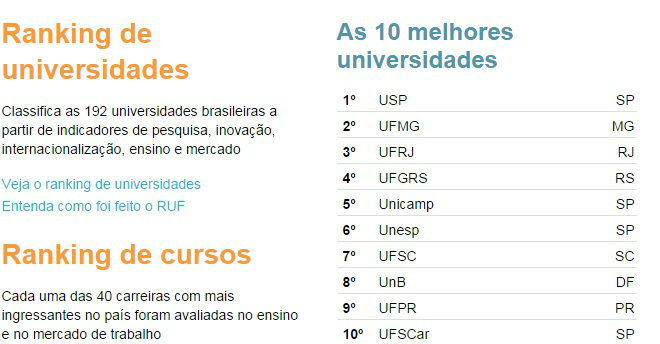 Ranking de
universidades
Classifica as 192 universidades brasileiras a
partir de indicadores de pesquisa, inovação,
internacionalização, ensino e mercado
Veja o ranking de universidades
Entenda como foi feito o RUF
Ranking de cursos
Cada uma das 40 carreiras com mais
ingressantes no país foram avaliadas no ensino
e no mercado de trabalho
As 10 melhores
universidades
1º USP SP
2º UFMG MG
3º UFRJ RJ
4º UFGRS RS
5º Unicamp SP
6º Unesp SP
7º UFSC SC
8º UnB DF
9º UFPR PR
10º UFSCar SP